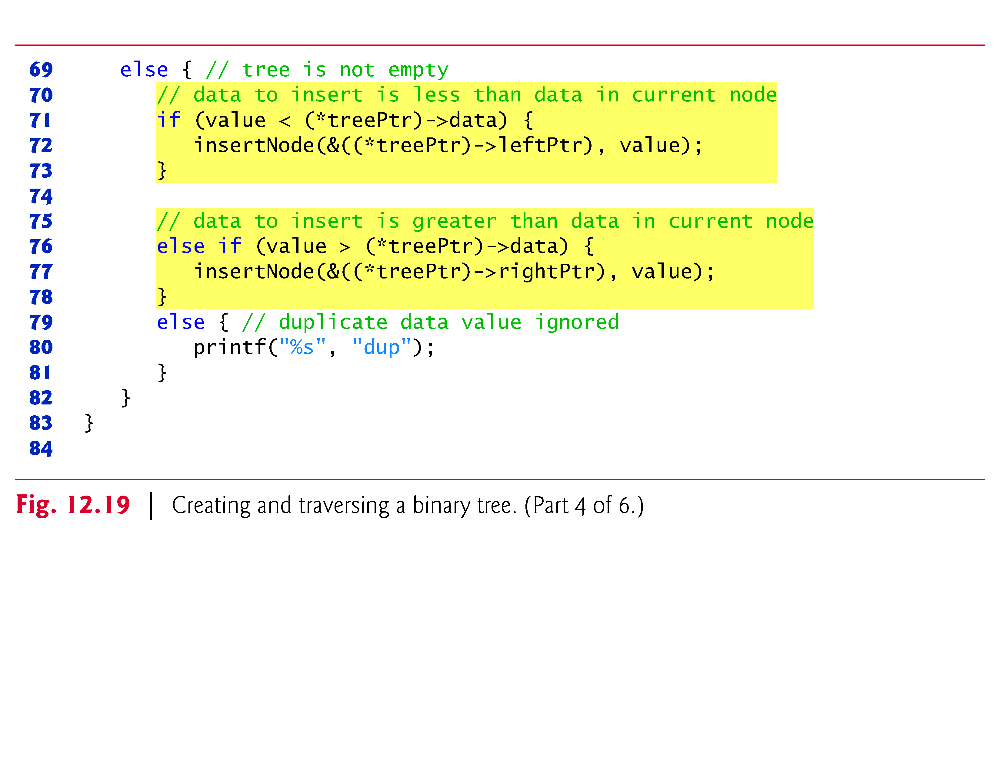 69 else { // tree is not empty
70 // data to insert is less than data in current node
71 if (value < (*treePtr)->data) {
72 insertNode(&((*treePtr)->leftPtr), value);
73 }
74
75 // data to insert is greater than data in current node
76 else if (value > (*treePtr)->data) {
77 insertNode(&((*treePtr)->rightPtr), value);
78 }
79 else { // duplicate data value ignored
80 printf("%s", "dup");
81 }
82 }
83 }
84
Fig. 12.19 | Creating and traversing a binary tree. (Part 4 of 6.)